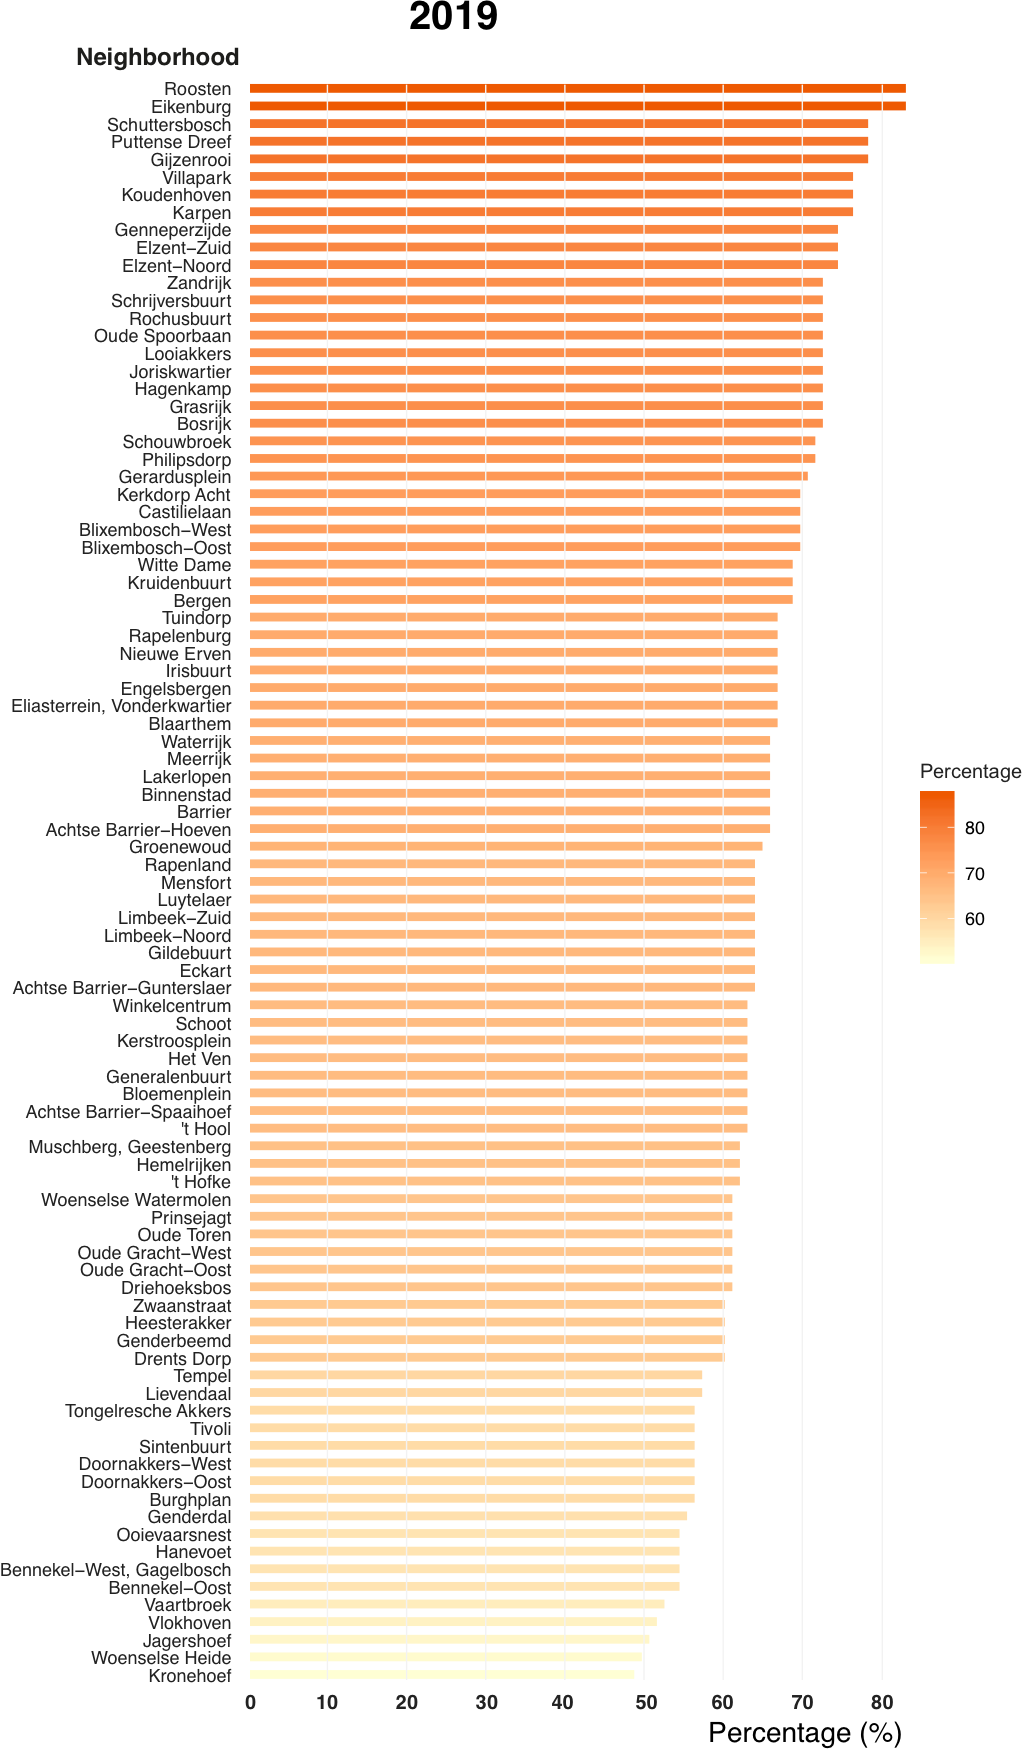 2019
Neighborhood
Roosten
Eikenburg
Schuttersbosch
Puttense Dreef
Gijzenrooi
Villapark
Koudenhoven
Karpen
Genneperzijde
Elzent−Zuid
Elzent−Noord
Zandrijk
Schrijversbuurt
Rochusbuurt
Oude Spoorbaan
Looiakkers
Joriskwartier
Hagenkamp
Grasrijk
Bosrijk
Schouwbroek
Philipsdorp
Gerardusplein
Kerkdorp Acht
Castilielaan
Blixembosch−West
Blixembosch−Oost
Witte Dame
Kruidenbuurt
Bergen
Tuindorp
Rapelenburg
Nieuwe Erven
Irisbuurt
Engelsbergen
Eliasterrein, Vonderkwartier
Blaarthem
Waterrijk
Meerrijk
Lakerlopen
Binnenstad
Barrier
Achtse Barrier−Hoeven
Groenewoud
Rapenland
Mensfort
Luytelaer
Limbeek−Zuid
Limbeek−Noord
Gildebuurt
Eckart
Achtse Barrier−Gunterslaer
Winkelcentrum
Schoot
Kerstroosplein
Het Ven
Generalenbuurt
Bloemenplein
Achtse Barrier−Spaaihoef
't Hool
Muschberg, Geestenberg
Hemelrijken
't Hofke
Woenselse Watermolen
Prinsejagt
Oude Toren
Oude Gracht−West
Oude Gracht−Oost
Driehoeksbos
Zwaanstraat
Heesterakker
Genderbeemd
Drents Dorp
Tempel
Lievendaal
Tongelresche Akkers
Tivoli
Sintenbuurt
Doornakkers−West
Doornakkers−Oost
Burghplan
Genderdal
Ooievaarsnest
Hanevoet
Bennekel−West, Gagelbosch
Bennekel−Oost
Vaartbroek
Vlokhoven
Jagershoef
Woenselse Heide
Kronehoef
0 10 20 30 40 50 60 70 80
Percentage (%)
Percentage
80
70
60